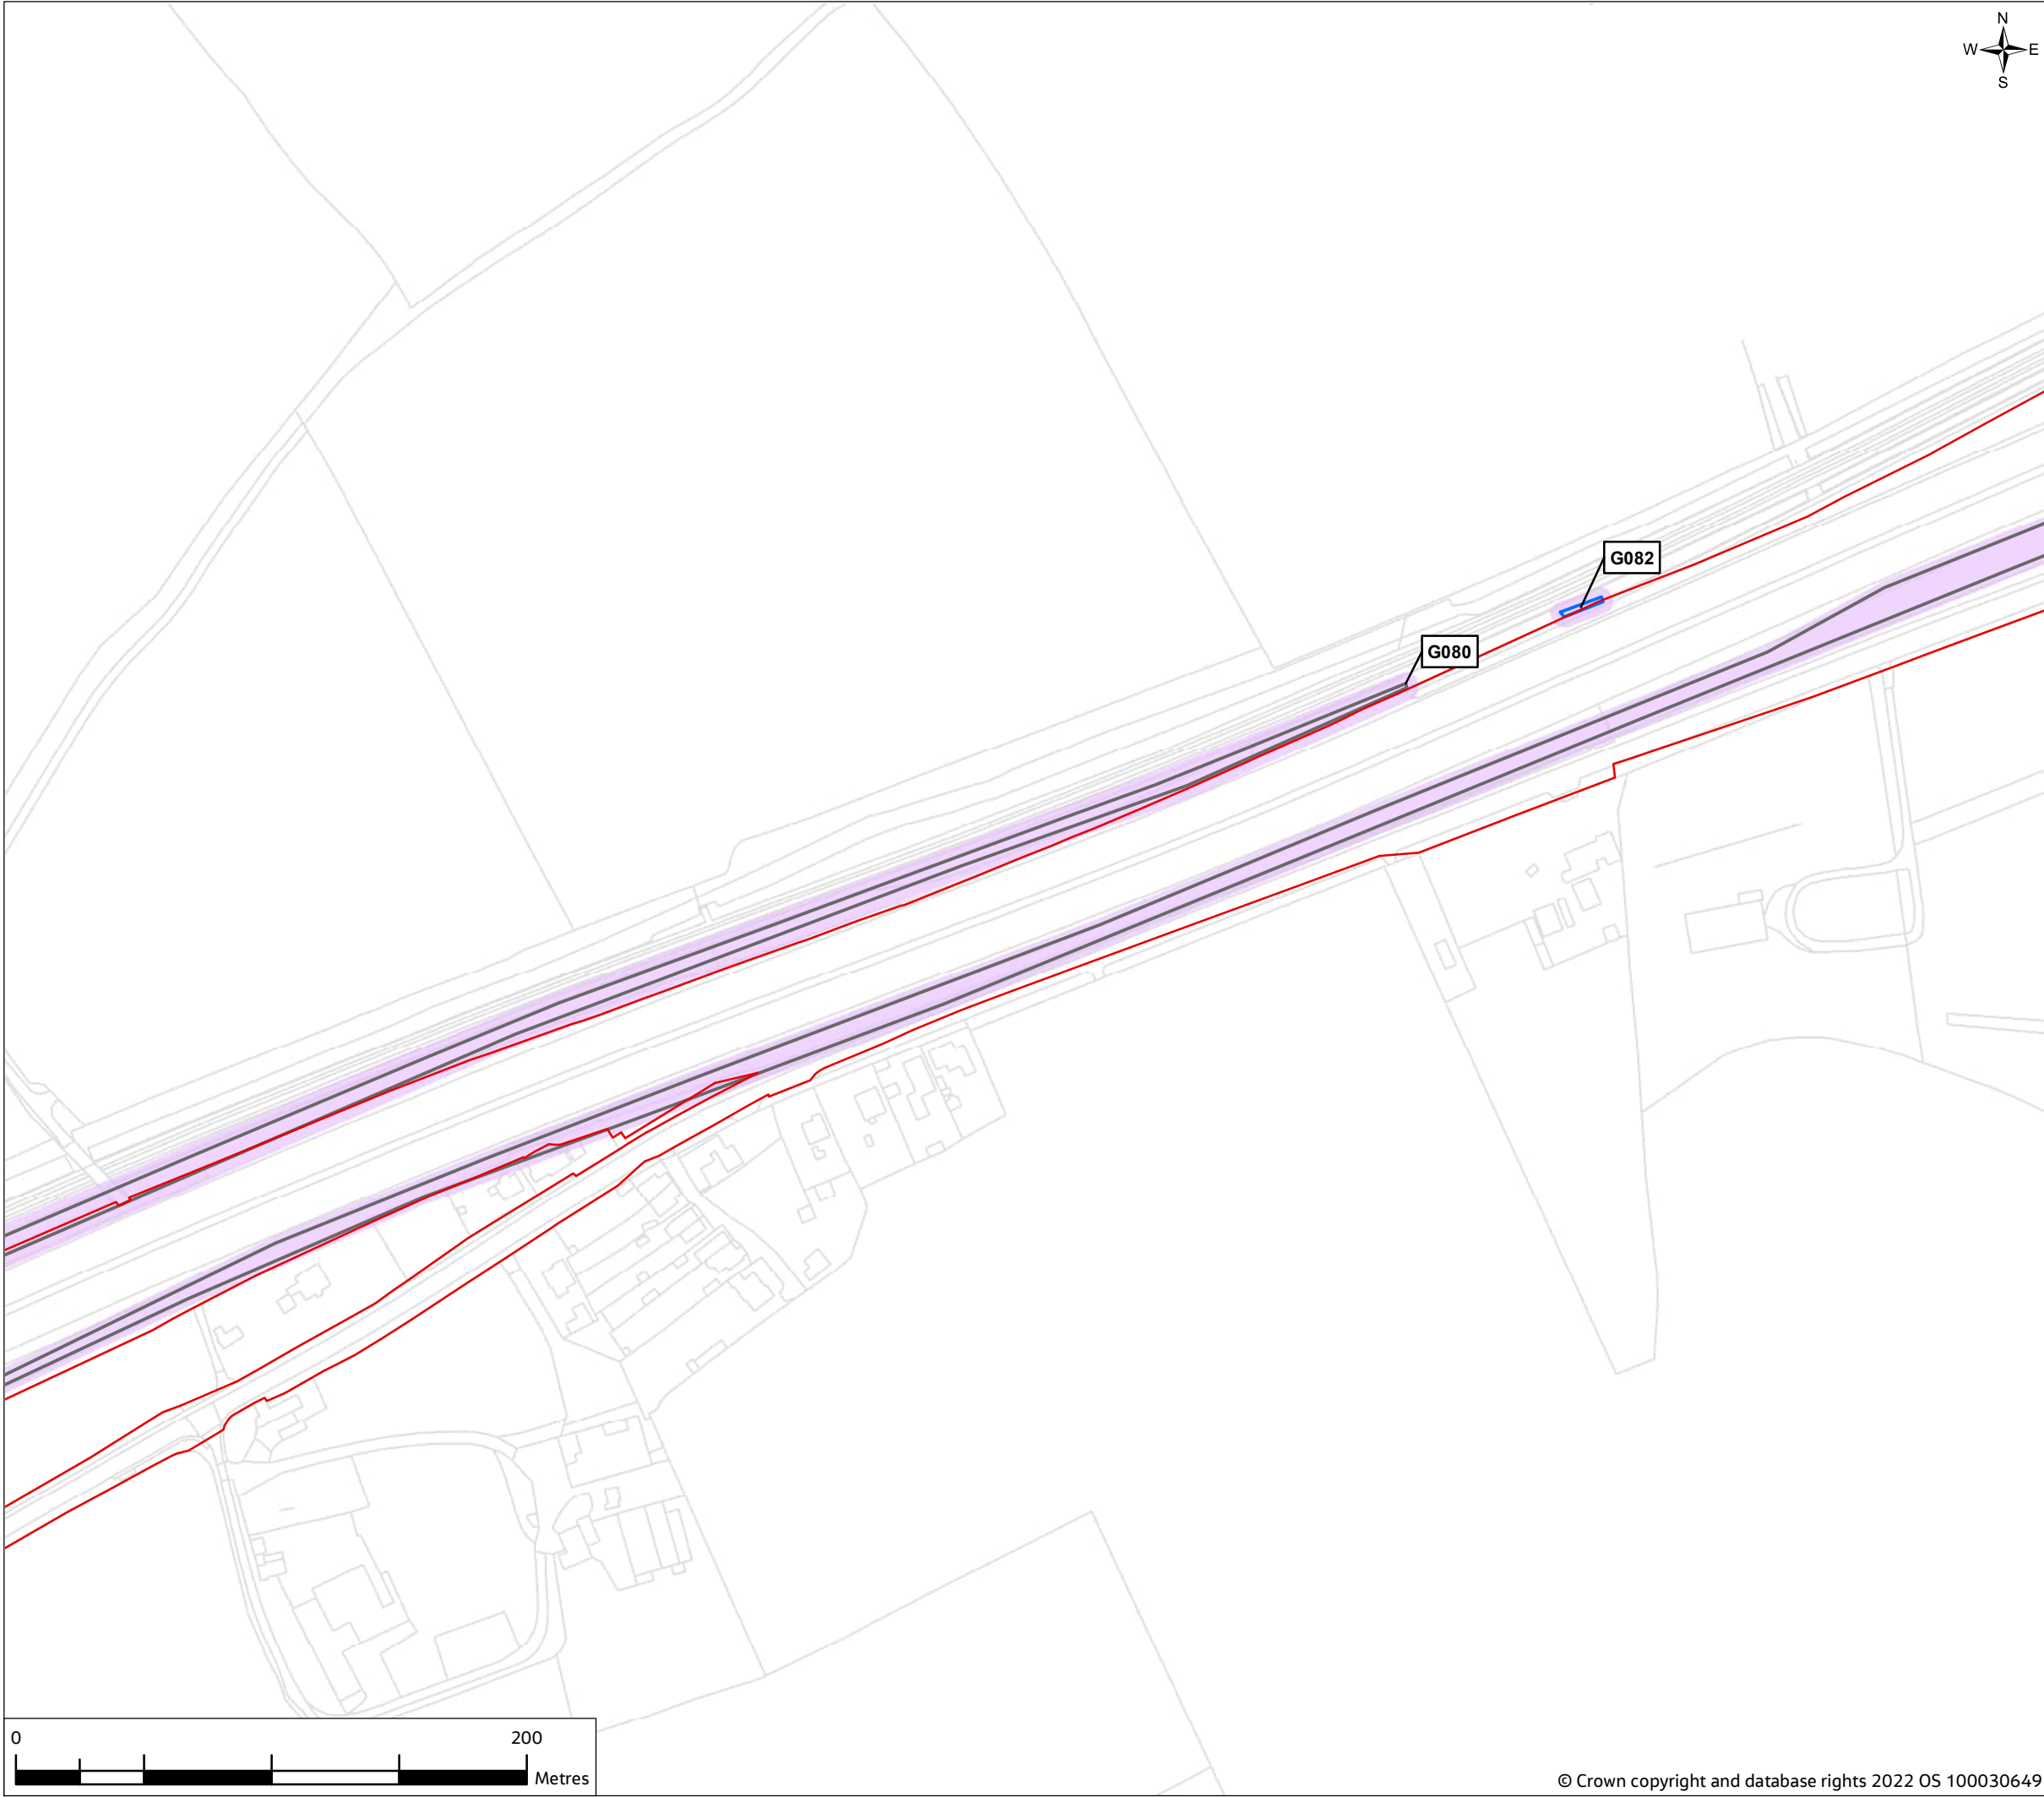 N
W E
S
G082
G080
0 200
Metres
© Crown copyright and database rights 2022 OS 100030649